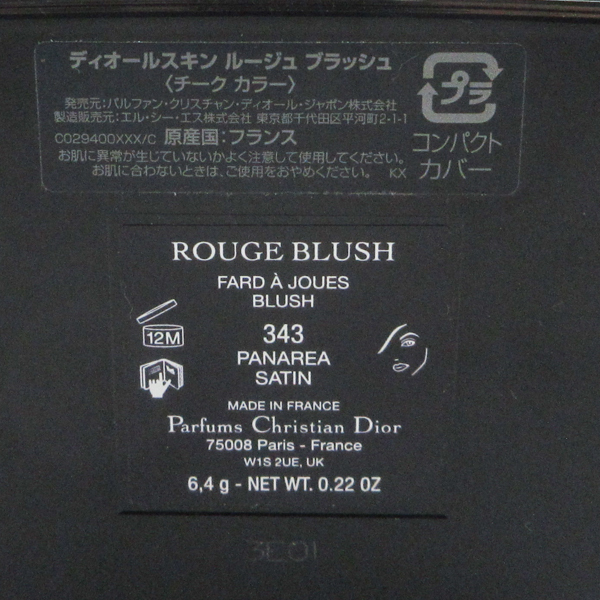 ディオールスキン ルージュ ブラッシュ
〈チーク カラー〉
発売元:パルファン・クリスチャン・ディオール・ジャポン株式会社
製造販売元:エル・シー・エス株式会社 東京都千代田区平河町2-1-1
C029400XXX/C 原産国:フランス
お肌に異常が生じていないかよく注意して使用してください。
お肌に合わないときは、ご使用をおやめください。 KX
プラ
コンパクト
カバー
ROUGE BLUSH
FARD À JOUES
BLUSH
12M
343
PANAREA
SATIN
MADE IN FRANCE
Parfums Christian Dior
75008 Paris - France
W1S 2UE, UK
6,4 g - NET WT. 0.22 OZ
3E01